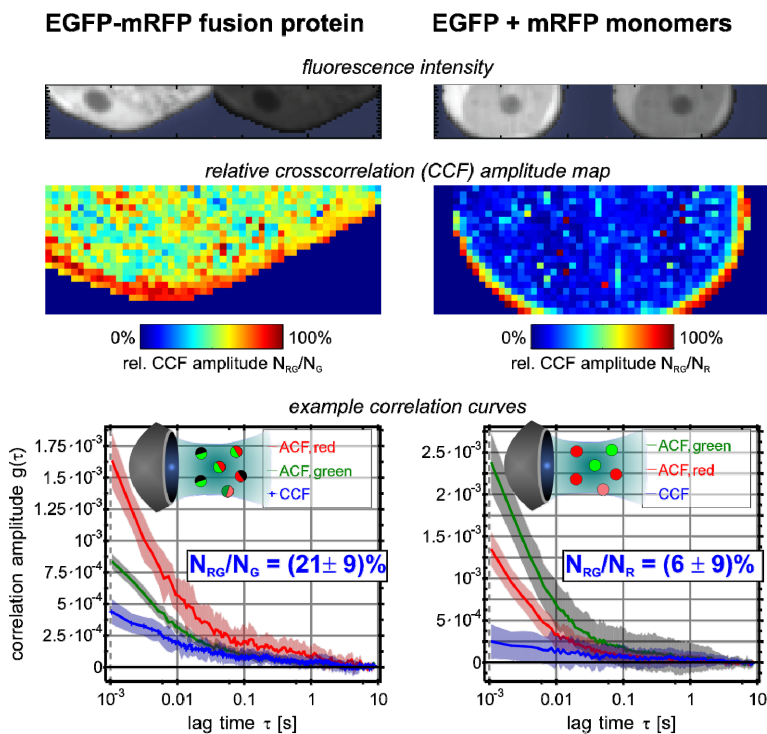 EGFP-mRFP fusion protein
EGFP + mRFP monomers
fluorescence intensity
relative crosscorrelation (CCF) amplitude map
0%
100%
rel. CCF amplitude N_RG/N_G
0%
100%
rel. CCF amplitude N_RG/N_R
example correlation curves
correlation amplitude g(τ)
1.75·10⁻³
1.5·10⁻³
1.25·10⁻³
10⁻³
7.5·10⁻⁴
5·10⁻⁴
2.5·10⁻⁴
0
ACF, red
ACF, green
+ CCF
N_RG/N_G = (21± 9)%
10⁻³
0.01
0.1
1
10
lag time τ [s]
2.5·10⁻³
2·10⁻³
1.5·10⁻³
10⁻³
5·10⁻⁴
0
ACF, green
ACF, red
CCF
N_RG/N_R = (6 ± 9)%
10⁻³
0.01
0.1
1
10
lag time τ [s]